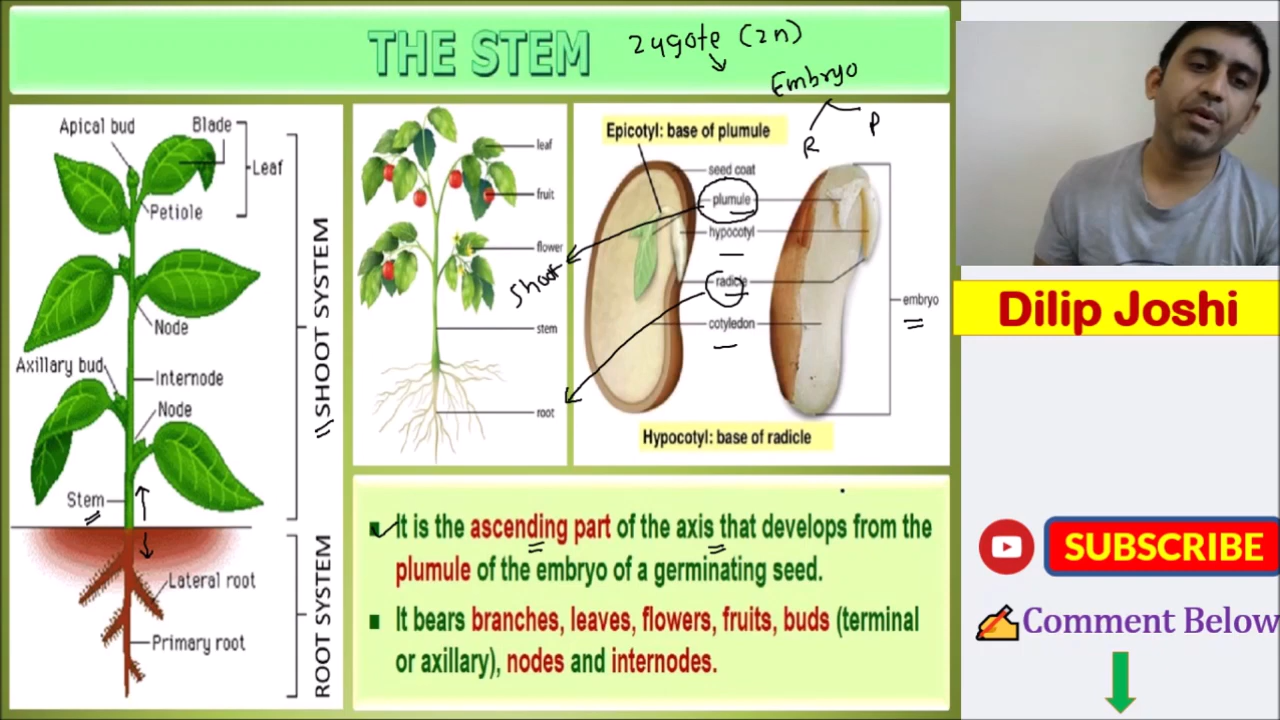 THE STEM
zygote (2n)
Embryo
R
P
Apical bud
Blade
Leaf
Petiole
Node
Axillary bud
Internode
Node
Stem
Lateral root
Primary root
SHOOT SYSTEM
ROOT SYSTEM
leaf
fruit
flower
stem
root
Shoot
Epicotyl: base of plumule
seed coat
plumule
hypocotyl
radicle
cotyledon
embryo
Hypocotyl: base of radicle
It is the ascending part of the axis that develops from the
plumule of the embryo of a germinating seed.
It bears branches, leaves, flowers, fruits, buds (terminal
or axillary), nodes and internodes.
Dilip Joshi
SUBSCRIBE
Comment Below